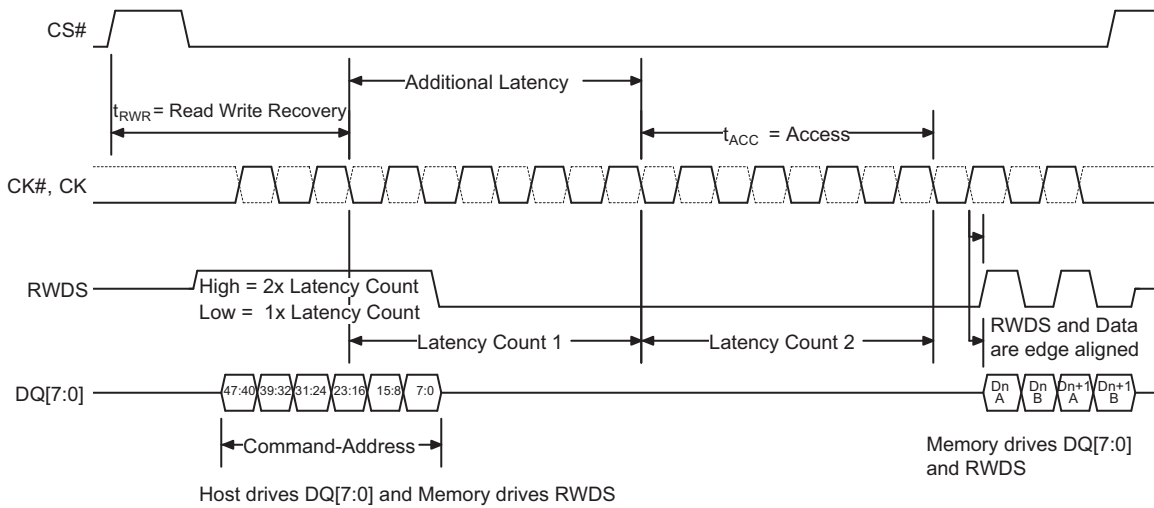 CS#
Additional Latency
tRWR = Read Write Recovery
tACC = Access
CK#, CK
High = 2x Latency Count
Low = 1x Latency Count
RWDS
Latency Count 1
Latency Count 2
RWDS and Data
are edge aligned
DQ[7:0]
47:40 39:32 31:24 23:16 15:8 7:0
Dn Dn Dn+1 Dn+1
A B A B
Command-Address
Memory drives DQ[7:0]
and RWDS
Host drives DQ[7:0] and Memory drives RWDS